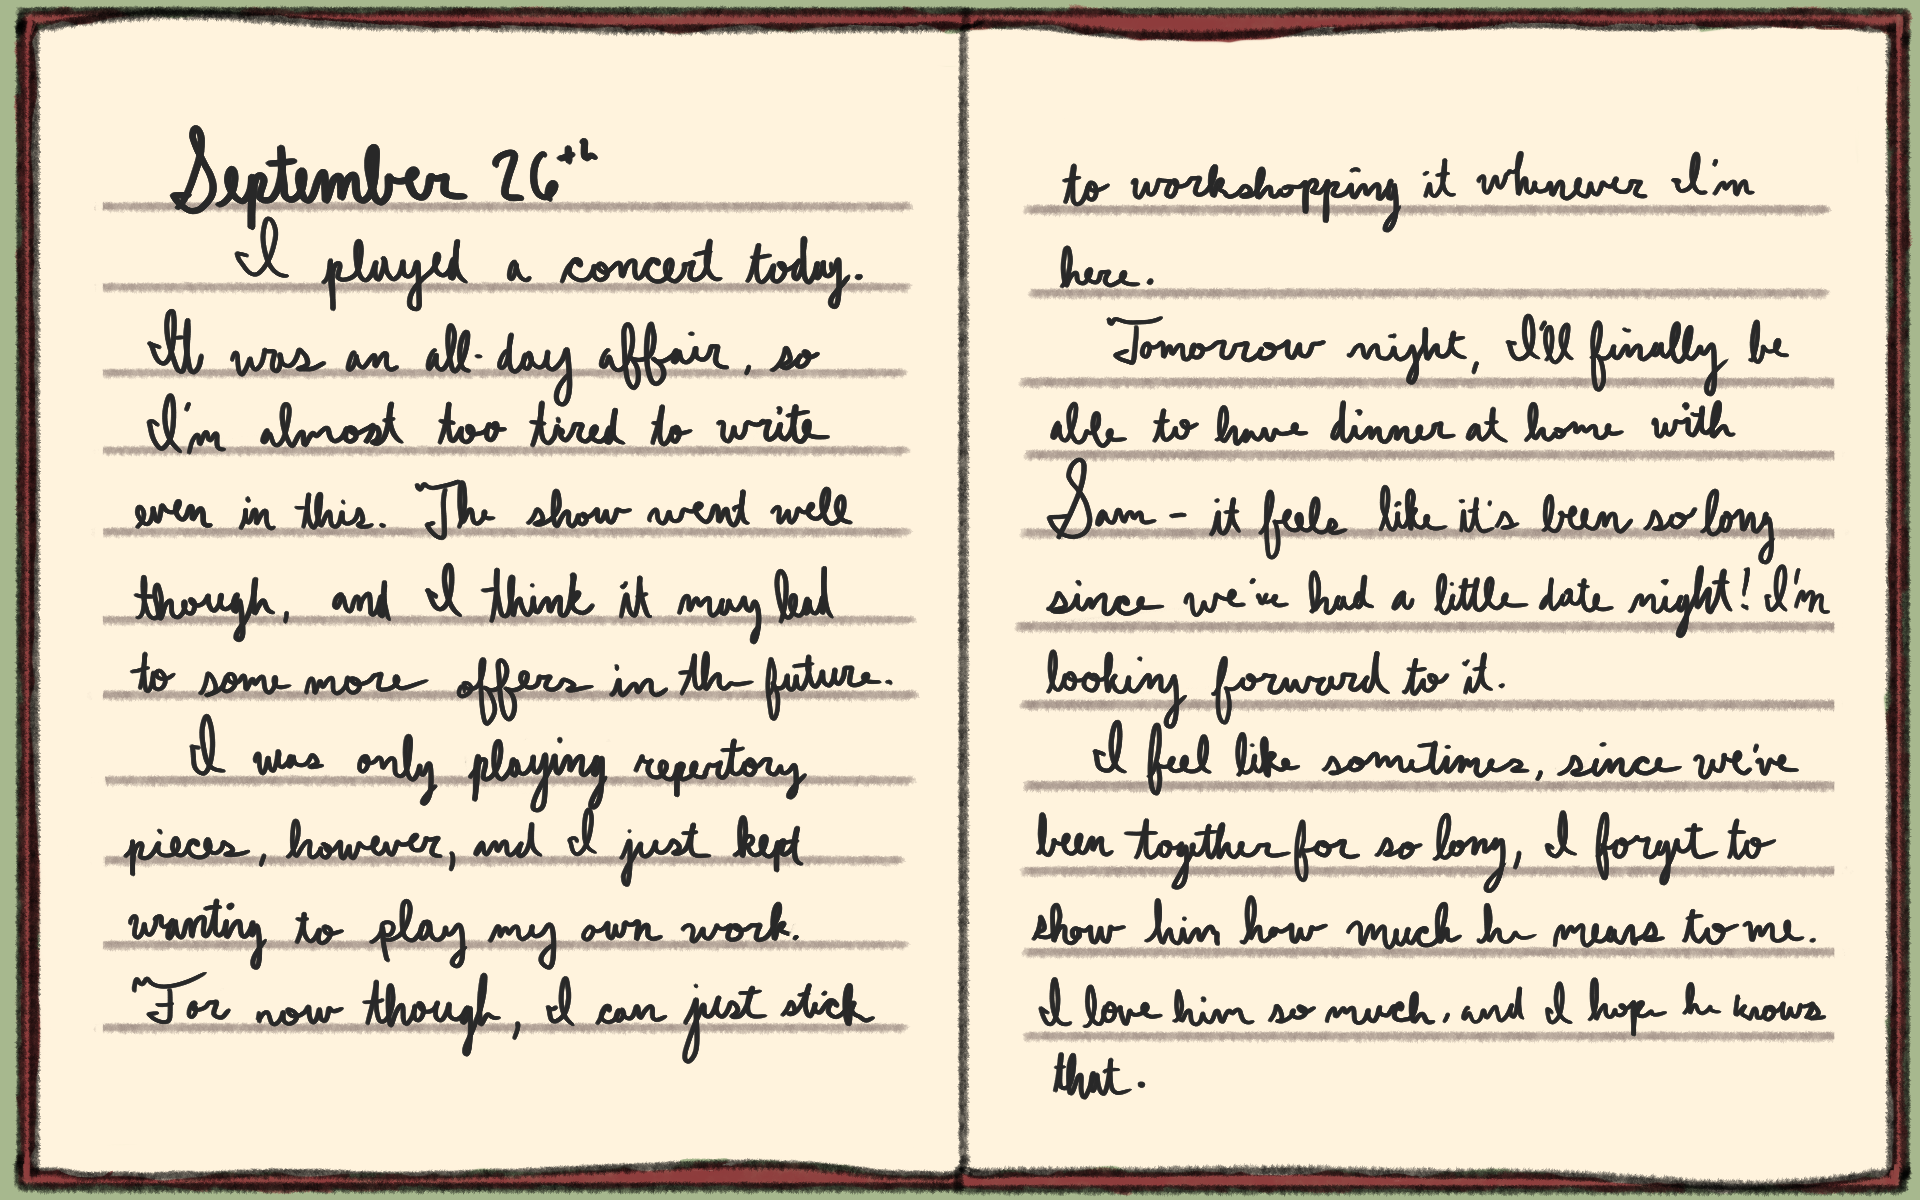 September 26th
I played a concert today.
It was an all-day affair, so
I'm almost too tired to write
even in this. The show went well
though, and I think it may lead
to some more offers in the future.
I was only playing repertory
pieces, however, and I just kept
wanting to play my own work.
For now though, I can just stick
to workshopping it whenever I'm
here.
Tomorrow night, I'll finally be
able to have dinner at home with
Sam - it feels like it's been so long
since we've had a little date night! I'm
looking forward to it.
I feel like sometimes, since we've
been together for so long, I forget to
show him how much he means to me.
I love him so much, and I hope he knows
that.